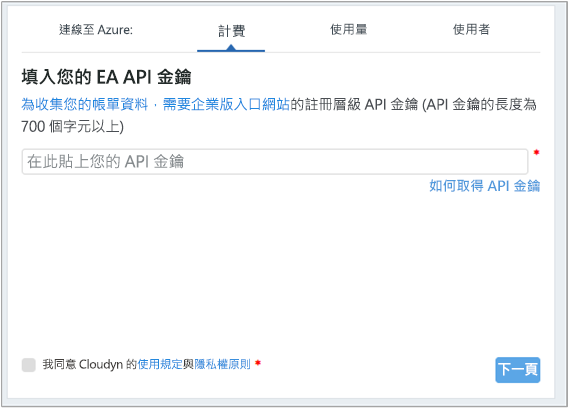 連線至 Azure: 計費 使用量 使用者
填入您的 EA API 金鑰
為收集您的帳單資料，需要企業版入口網站的註冊層級 API 金鑰 (API 金鑰的長度為
700 個字元以上)
在此貼上您的 API 金鑰 *
如何取得 API 金鑰
我同意 Cloudyn 的使用規定與隱私權原則 * 下一頁